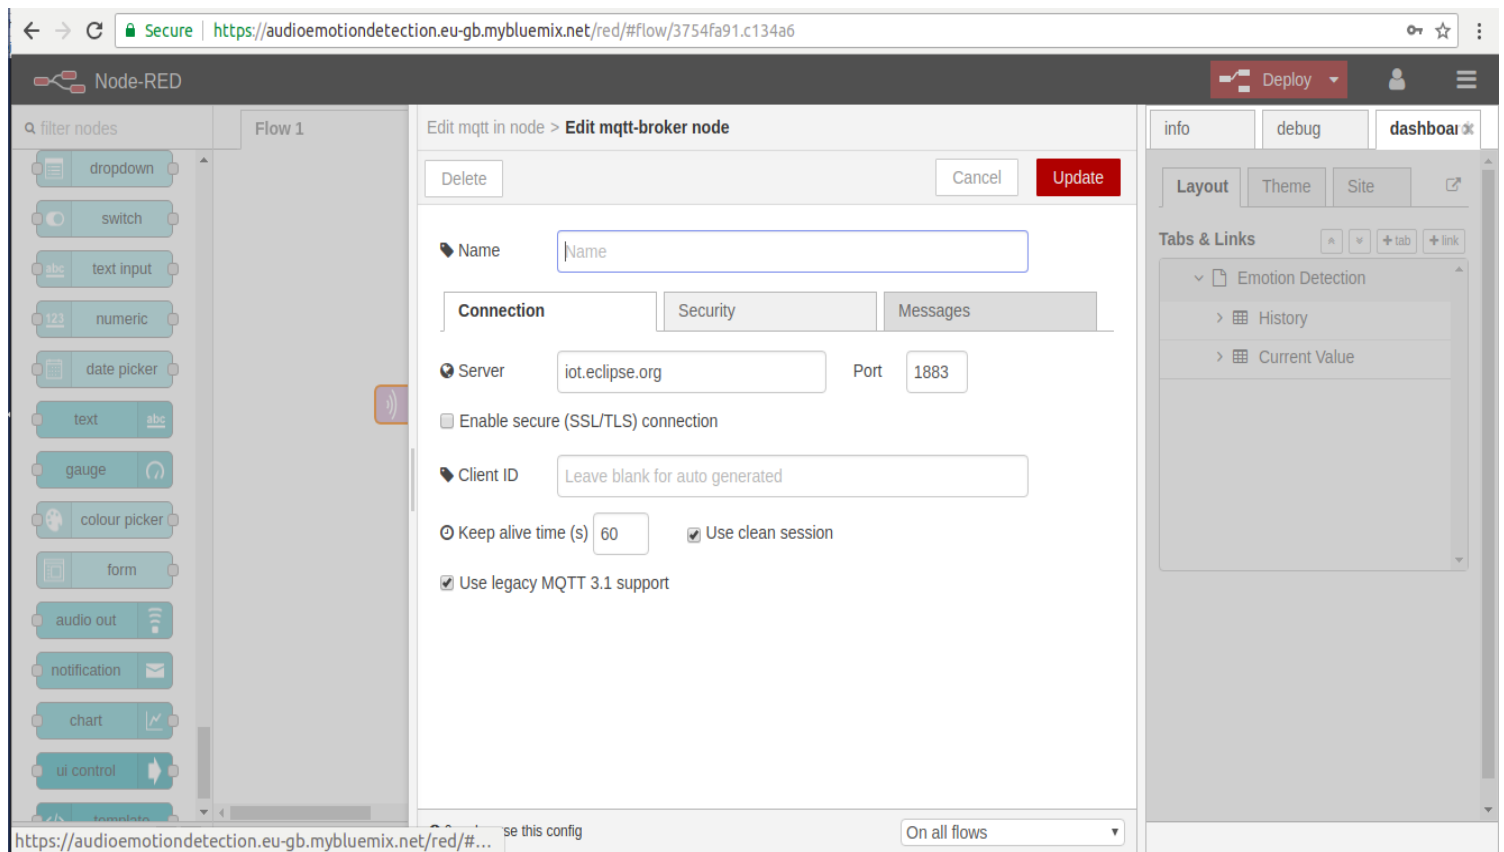 Secure https://audioemotiondetection.eu-gb.mybluemix.net/red/#flow/3754fa91.c134a6
Node-RED
Deploy
filter nodes
Flow 1
Edit mqtt in node > Edit mqtt-broker node
info
debug
dashboar
Delete
Cancel
Update
Layout
Theme
Site
Name
Name
Tabs & Links
+ tab
+ link
Emotion Detection
History
Current Value
Connection
Security
Messages
Server
iot.eclipse.org
Port
1883
Enable secure (SSL/TLS) connection
Client ID
Leave blank for auto generated
Keep alive time (s)
60
Use clean session
Use legacy MQTT 3.1 support
dropdown
switch
abc text input
123 numeric
date picker
text abc
gauge
colour picker
form
audio out
notification
chart
ui control
template
use this config
On all flows
https://audioemotiondetection.eu-gb.mybluemix.net/red/#...